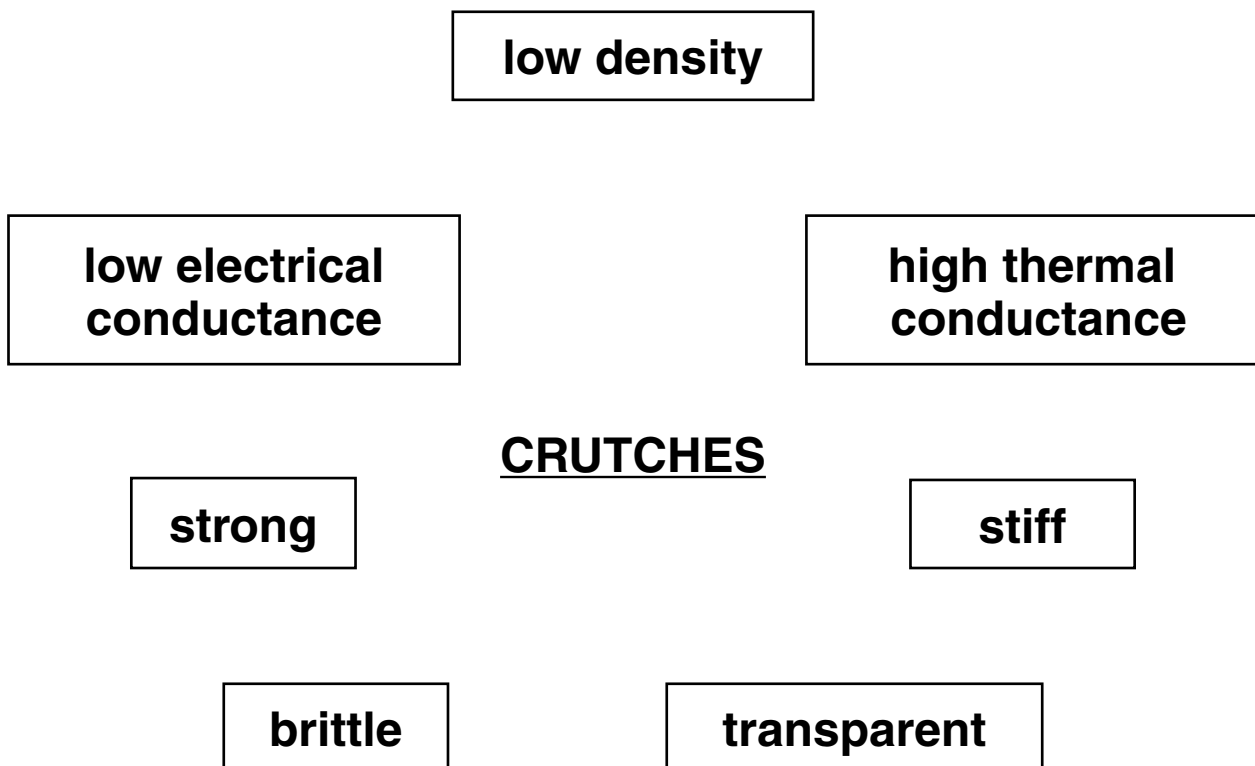 low density
low electrical
conductance
high thermal
conductance
CRUTCHES
strong
stiff
brittle
transparent